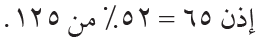 إذن ٦٥ = ٥٢٪ من ١٢٥ .